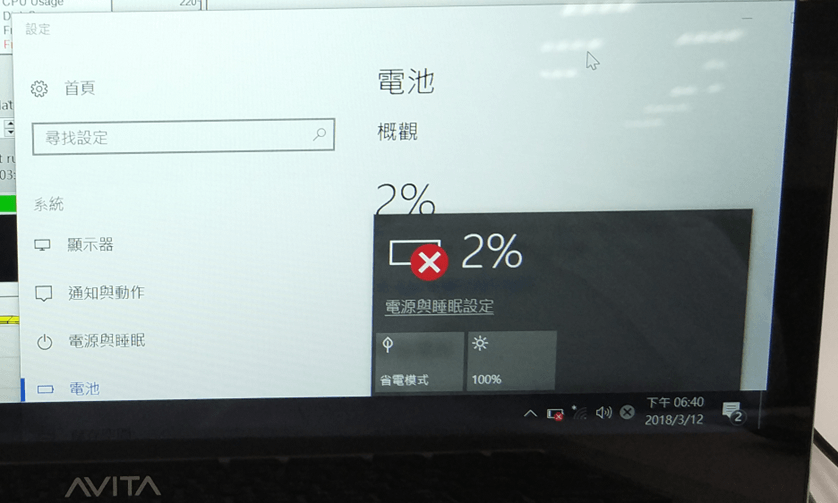 CPU Usage
220
設定
首頁
電池
尋找設定
概觀
系統
2%
顯示器
2%
通知與動作
電源與睡眠設定
電源與睡眠
省電模式
100%
電池
下午 06:40
2018/3/12
2
AVITA